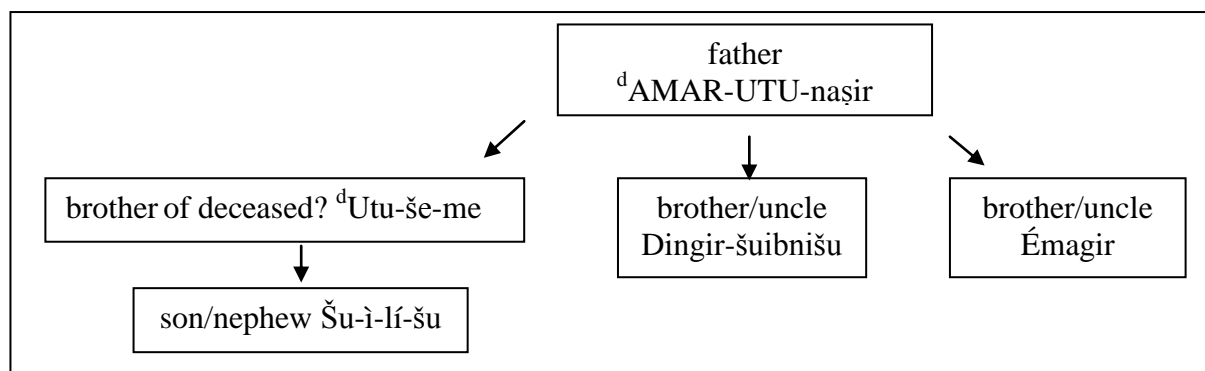 father
ᵈAMAR-UTU-naṣir
brother of deceased? ᵈUtu-še-me
brother/uncle
Dingir-šuibnišu
brother/uncle
Émagir
son/nephew Šu-ì-lí-šu